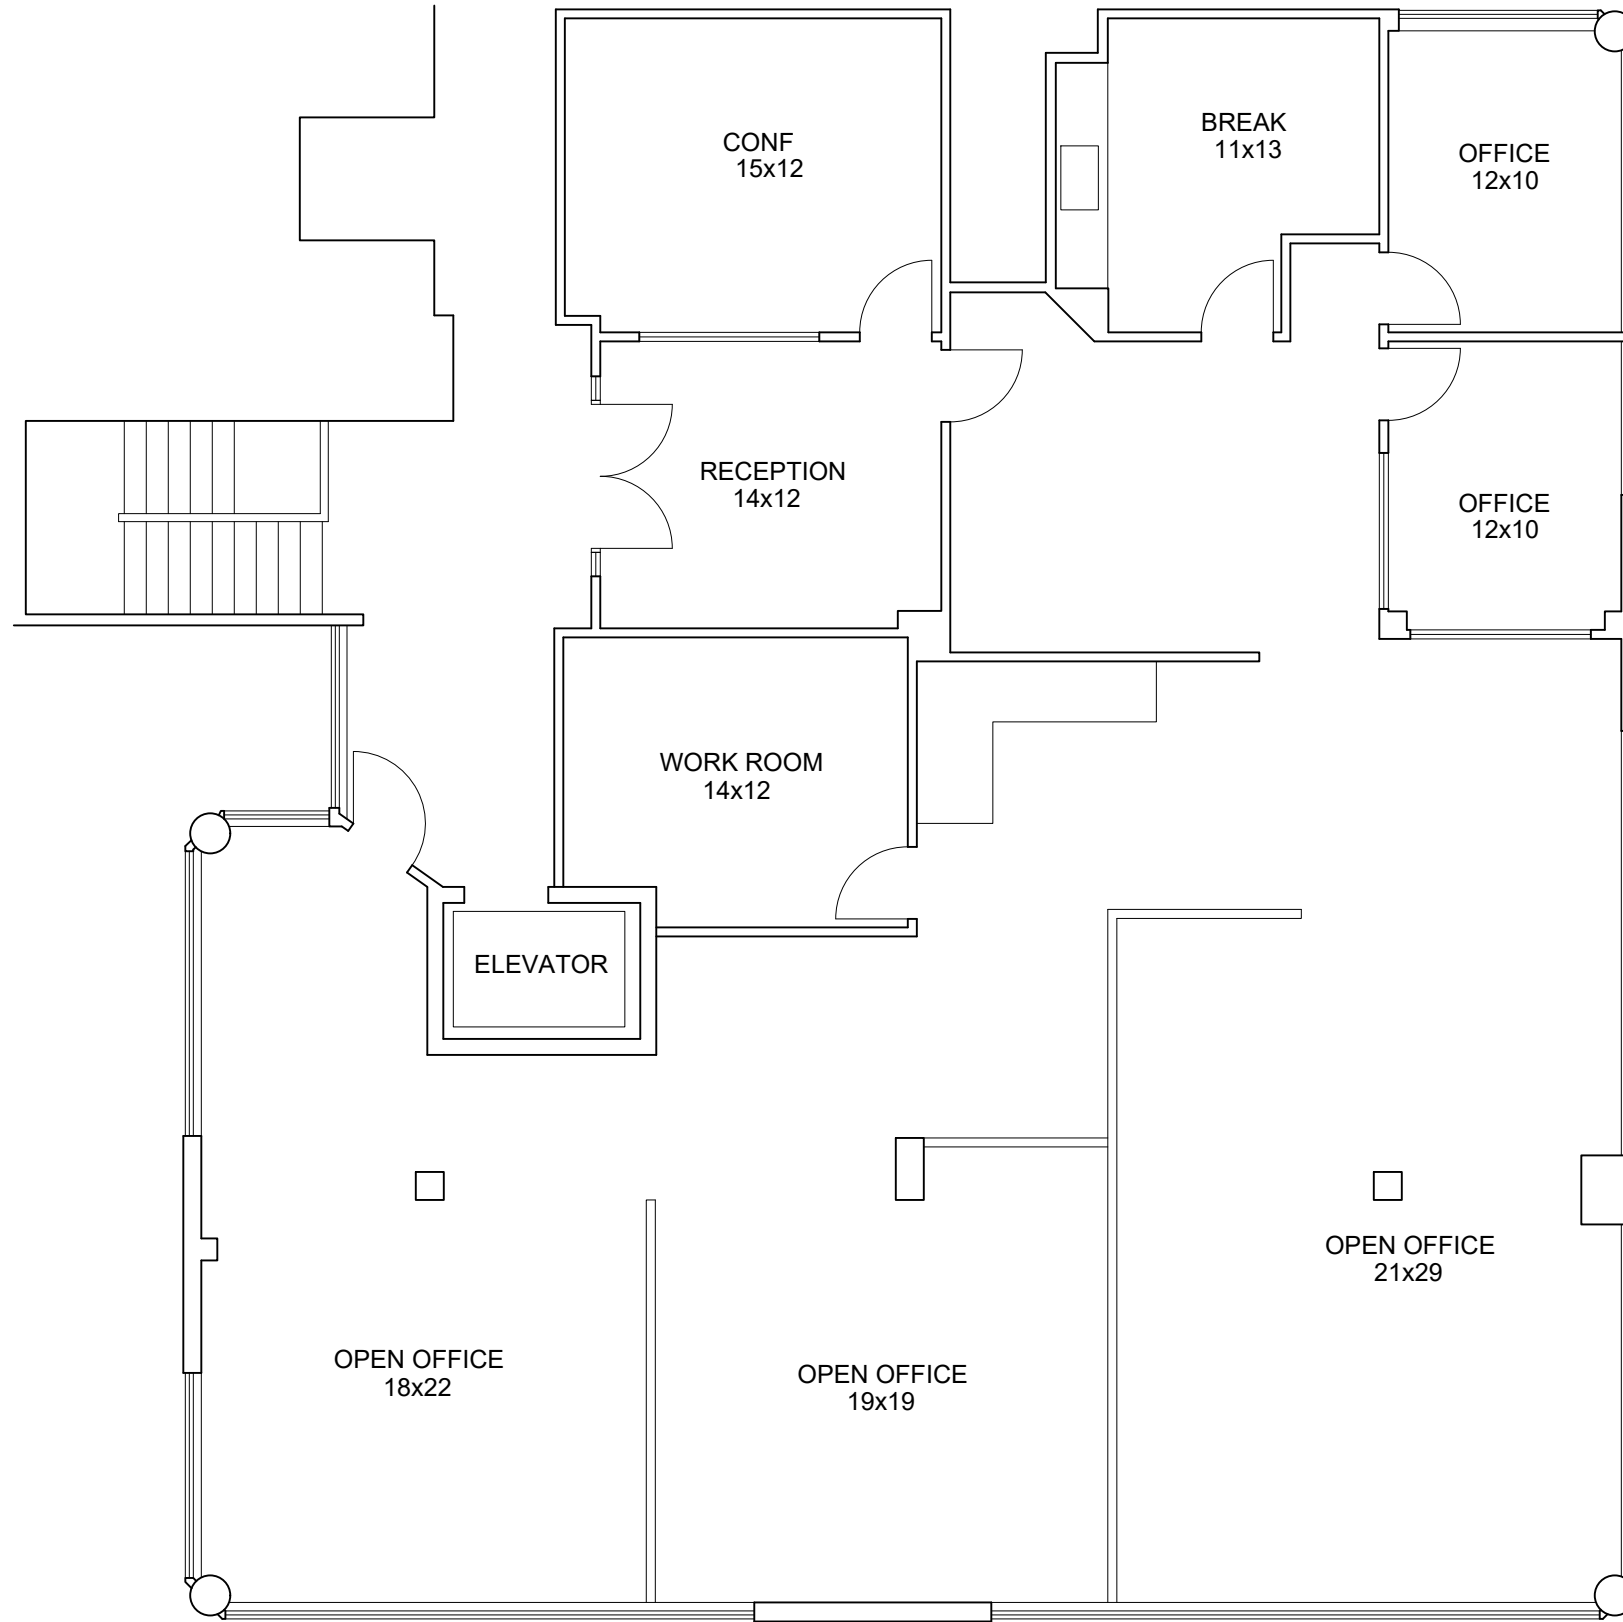 CONF
15x12
BREAK
11x13
OFFICE
12x10
RECEPTION
14x12
OFFICE
12x10
WORK ROOM
14x12
ELEVATOR
OPEN OFFICE
21x29
OPEN OFFICE
18x22
OPEN OFFICE
19x19